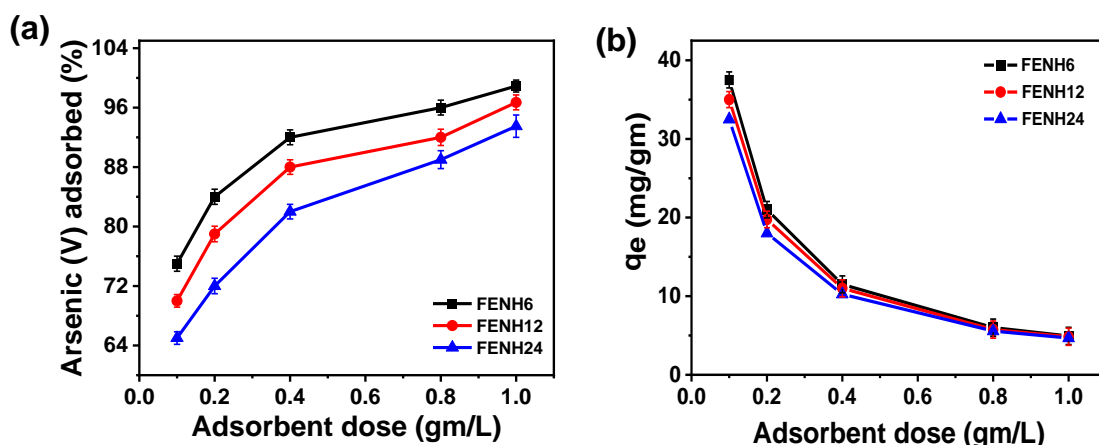 (a)
Arsenic (V) adsorbed (%)
104
96
88
80
72
64
0.0 0.2 0.4 0.6 0.8 1.0
Adsorbent dose (gm/L)
FENH6
FENH12
FENH24
(b)
qe (mg/gm)
40
30
20
10
0
0.0 0.2 0.4 0.6 0.8 1.0
Adsorbent dose (gm/L)
FENH6
FENH12
FENH24